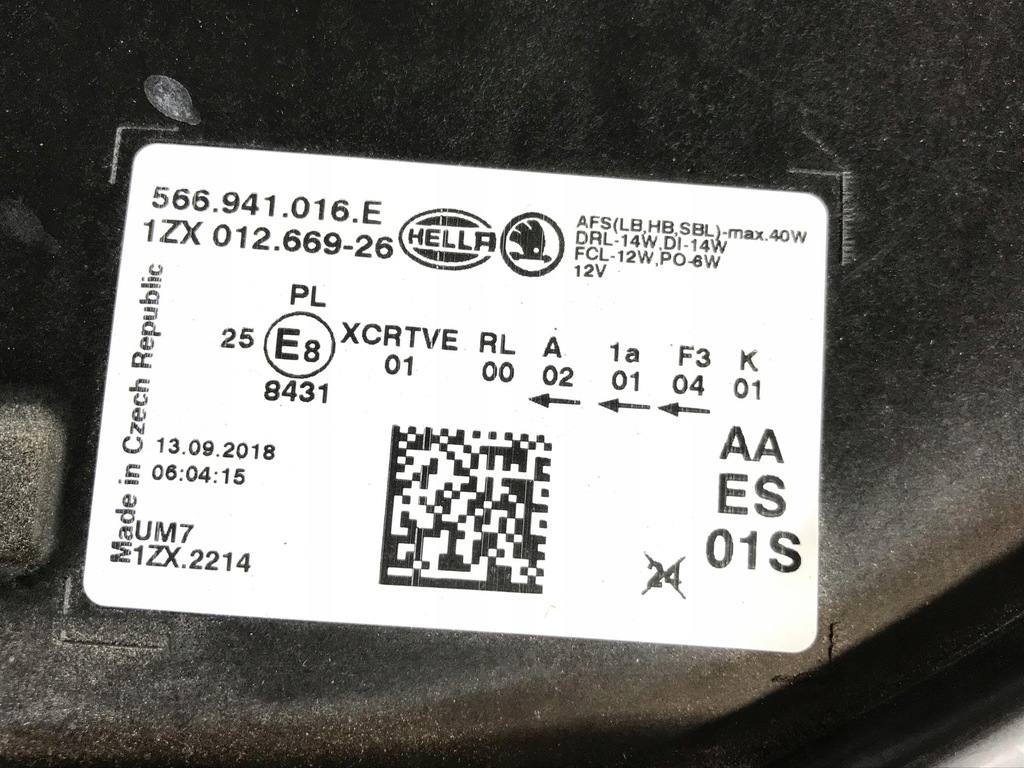 566.941.016.E
1ZX 012.669-26
HELLA
AFS(LB,HB,SBL)-max.40W
DRL-14W,DI-14W
FCL-12W,PO-6W
12V
Made in Czech Republic
PL
25 E8 XCRTVE RL A 1a F3 K
8431 01 00 02 01 04 01
13.09.2018
06:04:15
UM7
1ZX.2214
AA
ES
01S
24